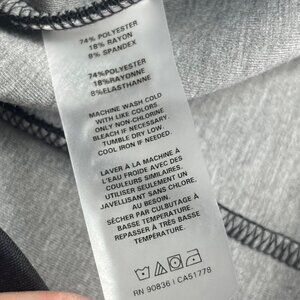 74% POLYESTER
18% RAYON
8% SPANDEX
74%POLYESTER
18%RAYONNE
8%ELASTHANNE
MACHINE WASH COLD
WITH LIKE COLORS.
ONLY NON-CHLORINE
BLEACH IF NECESSARY.
TUMBLE DRY LOW.
COOL IRON IF NEEDED.
LAVER À LA MACHINE À
L'EAU FROIDE AVEC DES
COULEURS SIMILAIRES.
UTILISER SEULEMENT UN
JAVELLISANT SANS CHLORE.
AU BESOIN.
SÉCHER PAR CULBUTAGE À
BASSE TEMPÉRATURE.
REPASSER À TRÈS BASSE
TEMPÉRATURE.
RN 90836 | CA51778